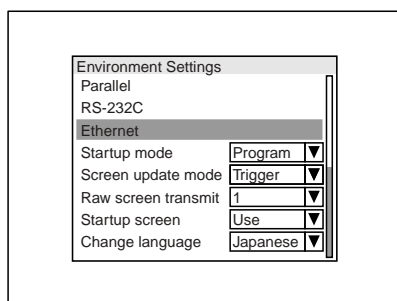 Environment Settings
Parallel
RS-232C
Ethernet
Startup mode Program
Screen update mode Trigger
Raw screen transmit 1
Startup screen Use
Change language Japanese